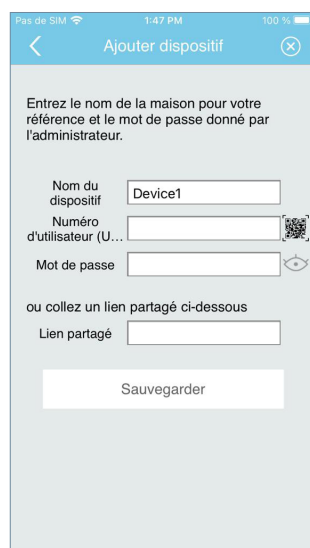 Pas de SIM 1:47 PM 100 %
Ajouter dispositif
Entrez le nom de la maison pour votre
référence et le mot de passe donné par
l'administrateur.
Nom du
dispositif
Device1
Numéro
d'utilisateur (U...
Mot de passe
ou collez un lien partagé ci-dessous
Lien partagé
Sauvegarder